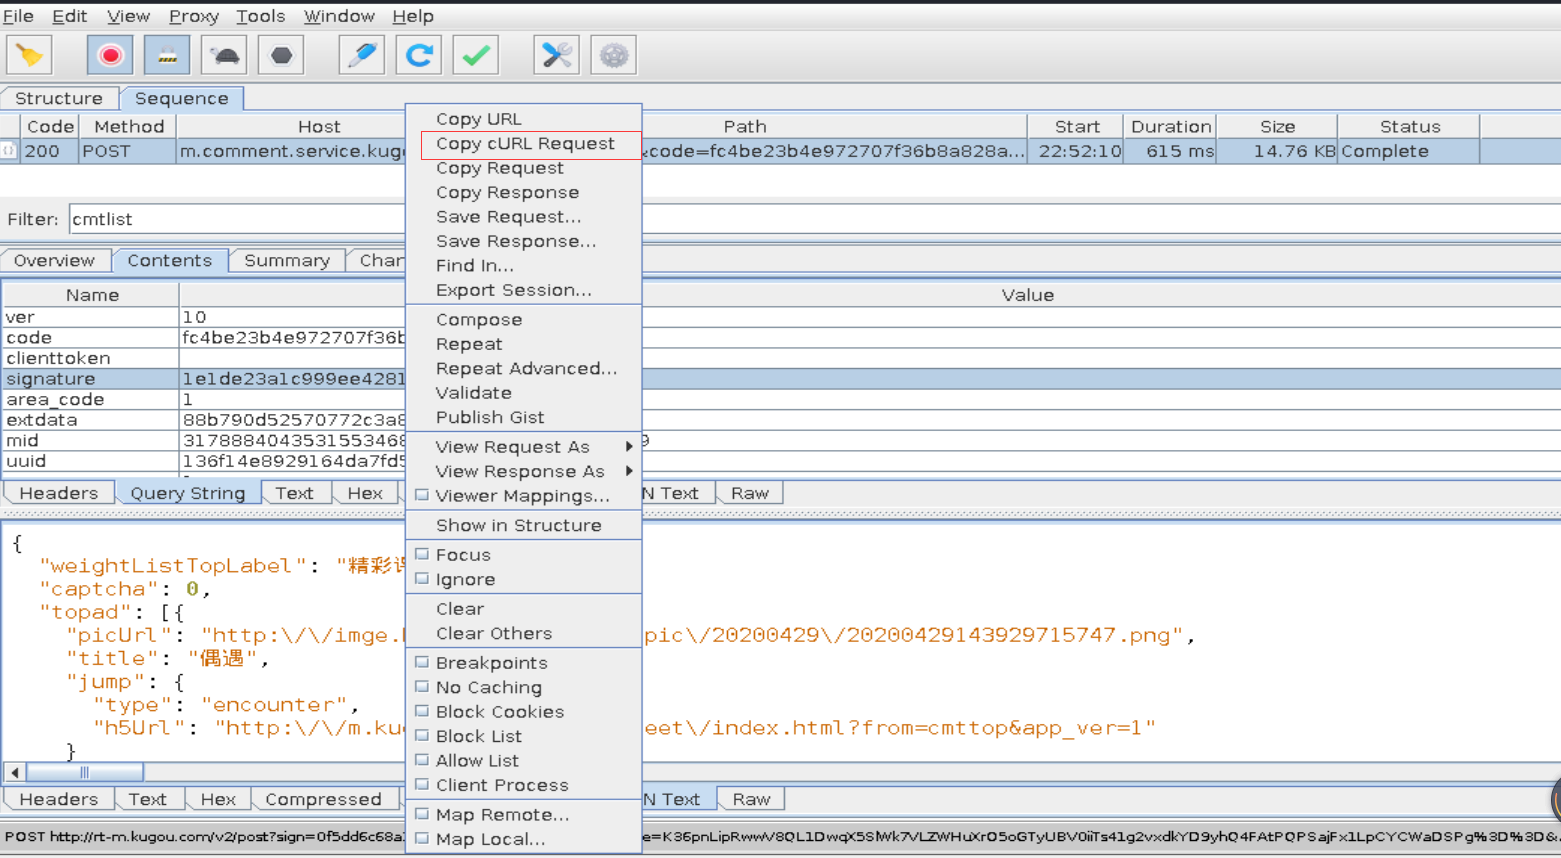 File Edit View Proxy Tools Window Help
Structure Sequence
Code Method Host Path Start Duration Size Status
200 POST m.comment.service.kugo &code=fc4be23b4e972707f36b8a828a... 22:52:10 615 ms 14.76 KB Complete
Filter: cmtlist
Overview Contents Summary Char
Name Value
ver 10
code fc4be23b4e972707f36b
clienttoken
signature 1e1de23a1c999ee4281
area_code 1
extdata 88b790d52570772c3a8
mid 3178884043531553468 9
uuid 136f14e8929164da7fd5
Headers Query String Text Hex N Text Raw
{
"weightListTopLabel": "精彩评
"captcha": 0,
"topad": [{
"picUrl": "http:\/\/imge. pic\/20200429\/20200429143929715747.png",
"title": "偶遇",
"jump": {
"type": "encounter",
"h5Url": "http:\/\/m.kug eet\/index.html?from=cmttop&app_ver=1"
}
Headers Text Hex Compressed N Text Raw
POST http://rt-m.kugou.com/v2/post?sign=0f5dd6c68a
Copy URL
Copy cURL Request
Copy Request
Copy Response
Save Request...
Save Response...
Find In...
Export Session...
Compose
Repeat
Repeat Advanced...
Validate
Publish Gist
View Request As
View Response As
Viewer Mappings...
Show in Structure
Focus
Ignore
Clear
Clear Others
Breakpoints
No Caching
Block Cookies
Block List
Allow List
Client Process
Map Remote...
Map Local...